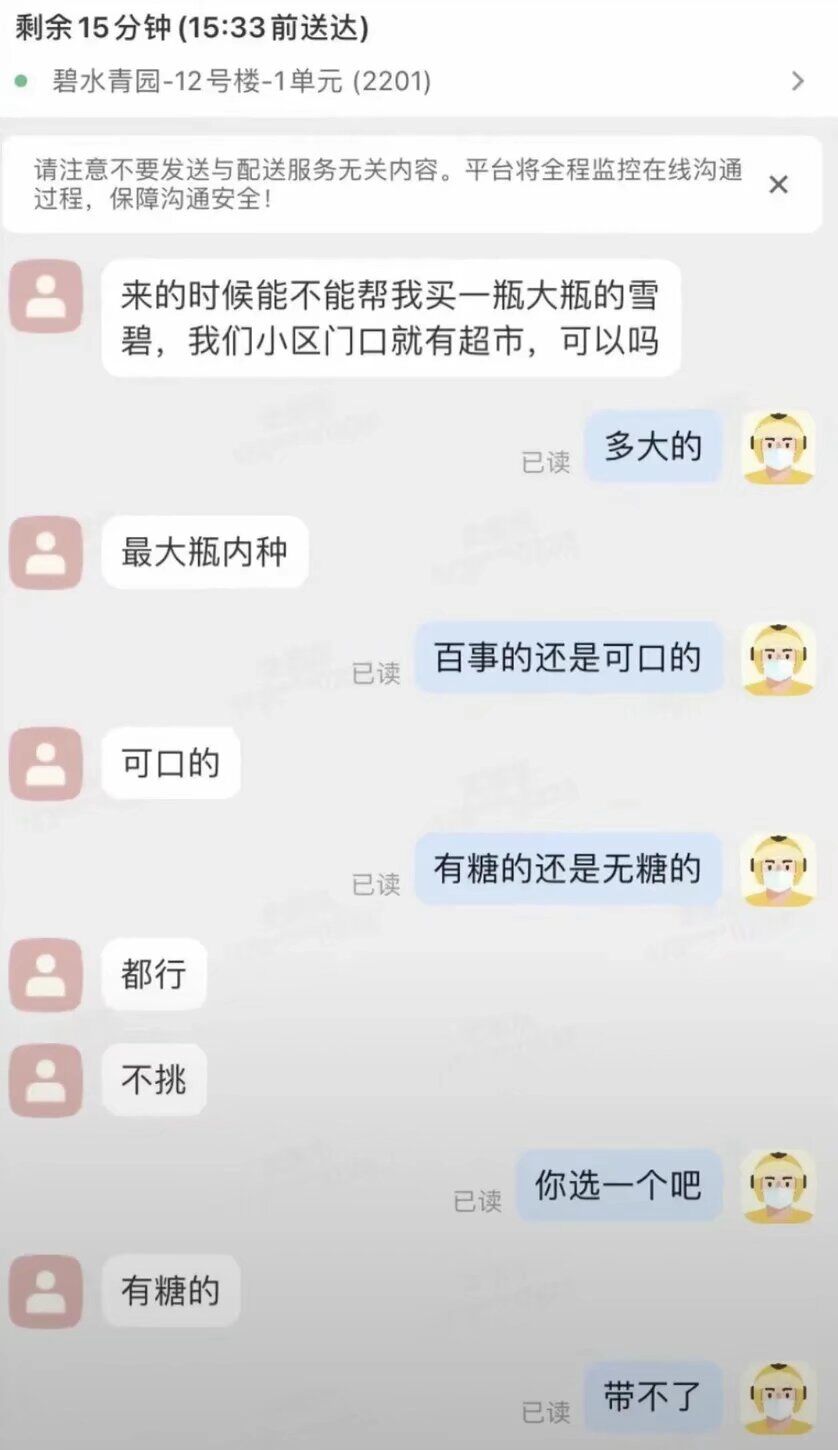 剩余15分钟(15:33前送达)
碧水青园-12号楼-1单元 (2201)
请注意不要发送与配送服务无关内容。平台将全程监控在线沟通
过程，保障沟通安全！
来的时候能不能帮我买一瓶大瓶的雪
碧，我们小区门口就有超市，可以吗
多大的
已读
最大瓶内种
百事的还是可口的
已读
可口的
有糖的还是无糖的
已读
都行
不挑
你选一个吧
已读
有糖的
带不了
已读